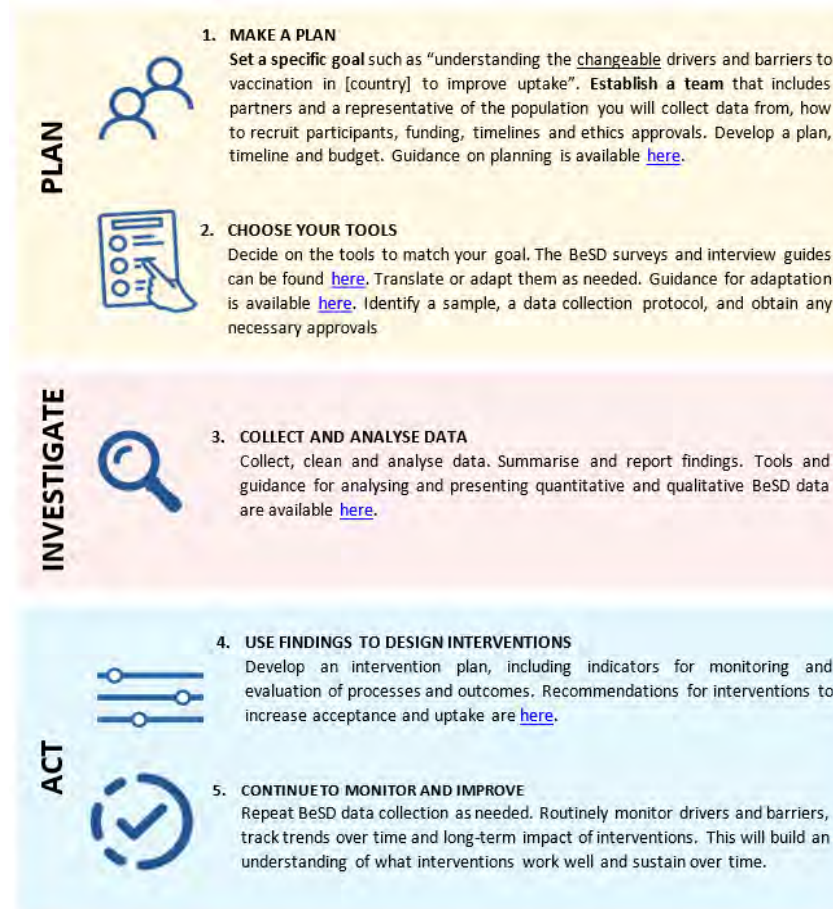 PLAN
1. MAKE A PLAN
Set a specific goal such as “understanding the changeable drivers and barriers to
vaccination in [country] to improve uptake”. Establish a team that includes
partners and a representative of the population you will collect data from, how
to recruit participants, funding, timelines and ethics approvals. Develop a plan,
timeline and budget. Guidance on planning is available here.
2. CHOOSE YOUR TOOLS
Decide on the tools to match your goal. The BeSD surveys and interview guides
can be found here. Translate or adapt them as needed. Guidance for adaptation
is available here. Identify a sample, a data collection protocol, and obtain any
necessary approvals
INVESTIGATE
3. COLLECT AND ANALYSE DATA
Collect, clean and analyse data. Summarise and report findings. Tools and
guidance for analysing and presenting quantitative and qualitative BeSD data
are available here.
ACT
4. USE FINDINGS TO DESIGN INTERVENTIONS
Develop an intervention plan, including indicators for monitoring and
evaluation of processes and outcomes. Recommendations for interventions to
increase acceptance and uptake are here.
5. CONTINUE TO MONITOR AND IMPROVE
Repeat BeSD data collection as needed. Routinely monitor drivers and barriers,
track trends over time and long-term impact of interventions. This will build an
understanding of what interventions work well and sustain over time.